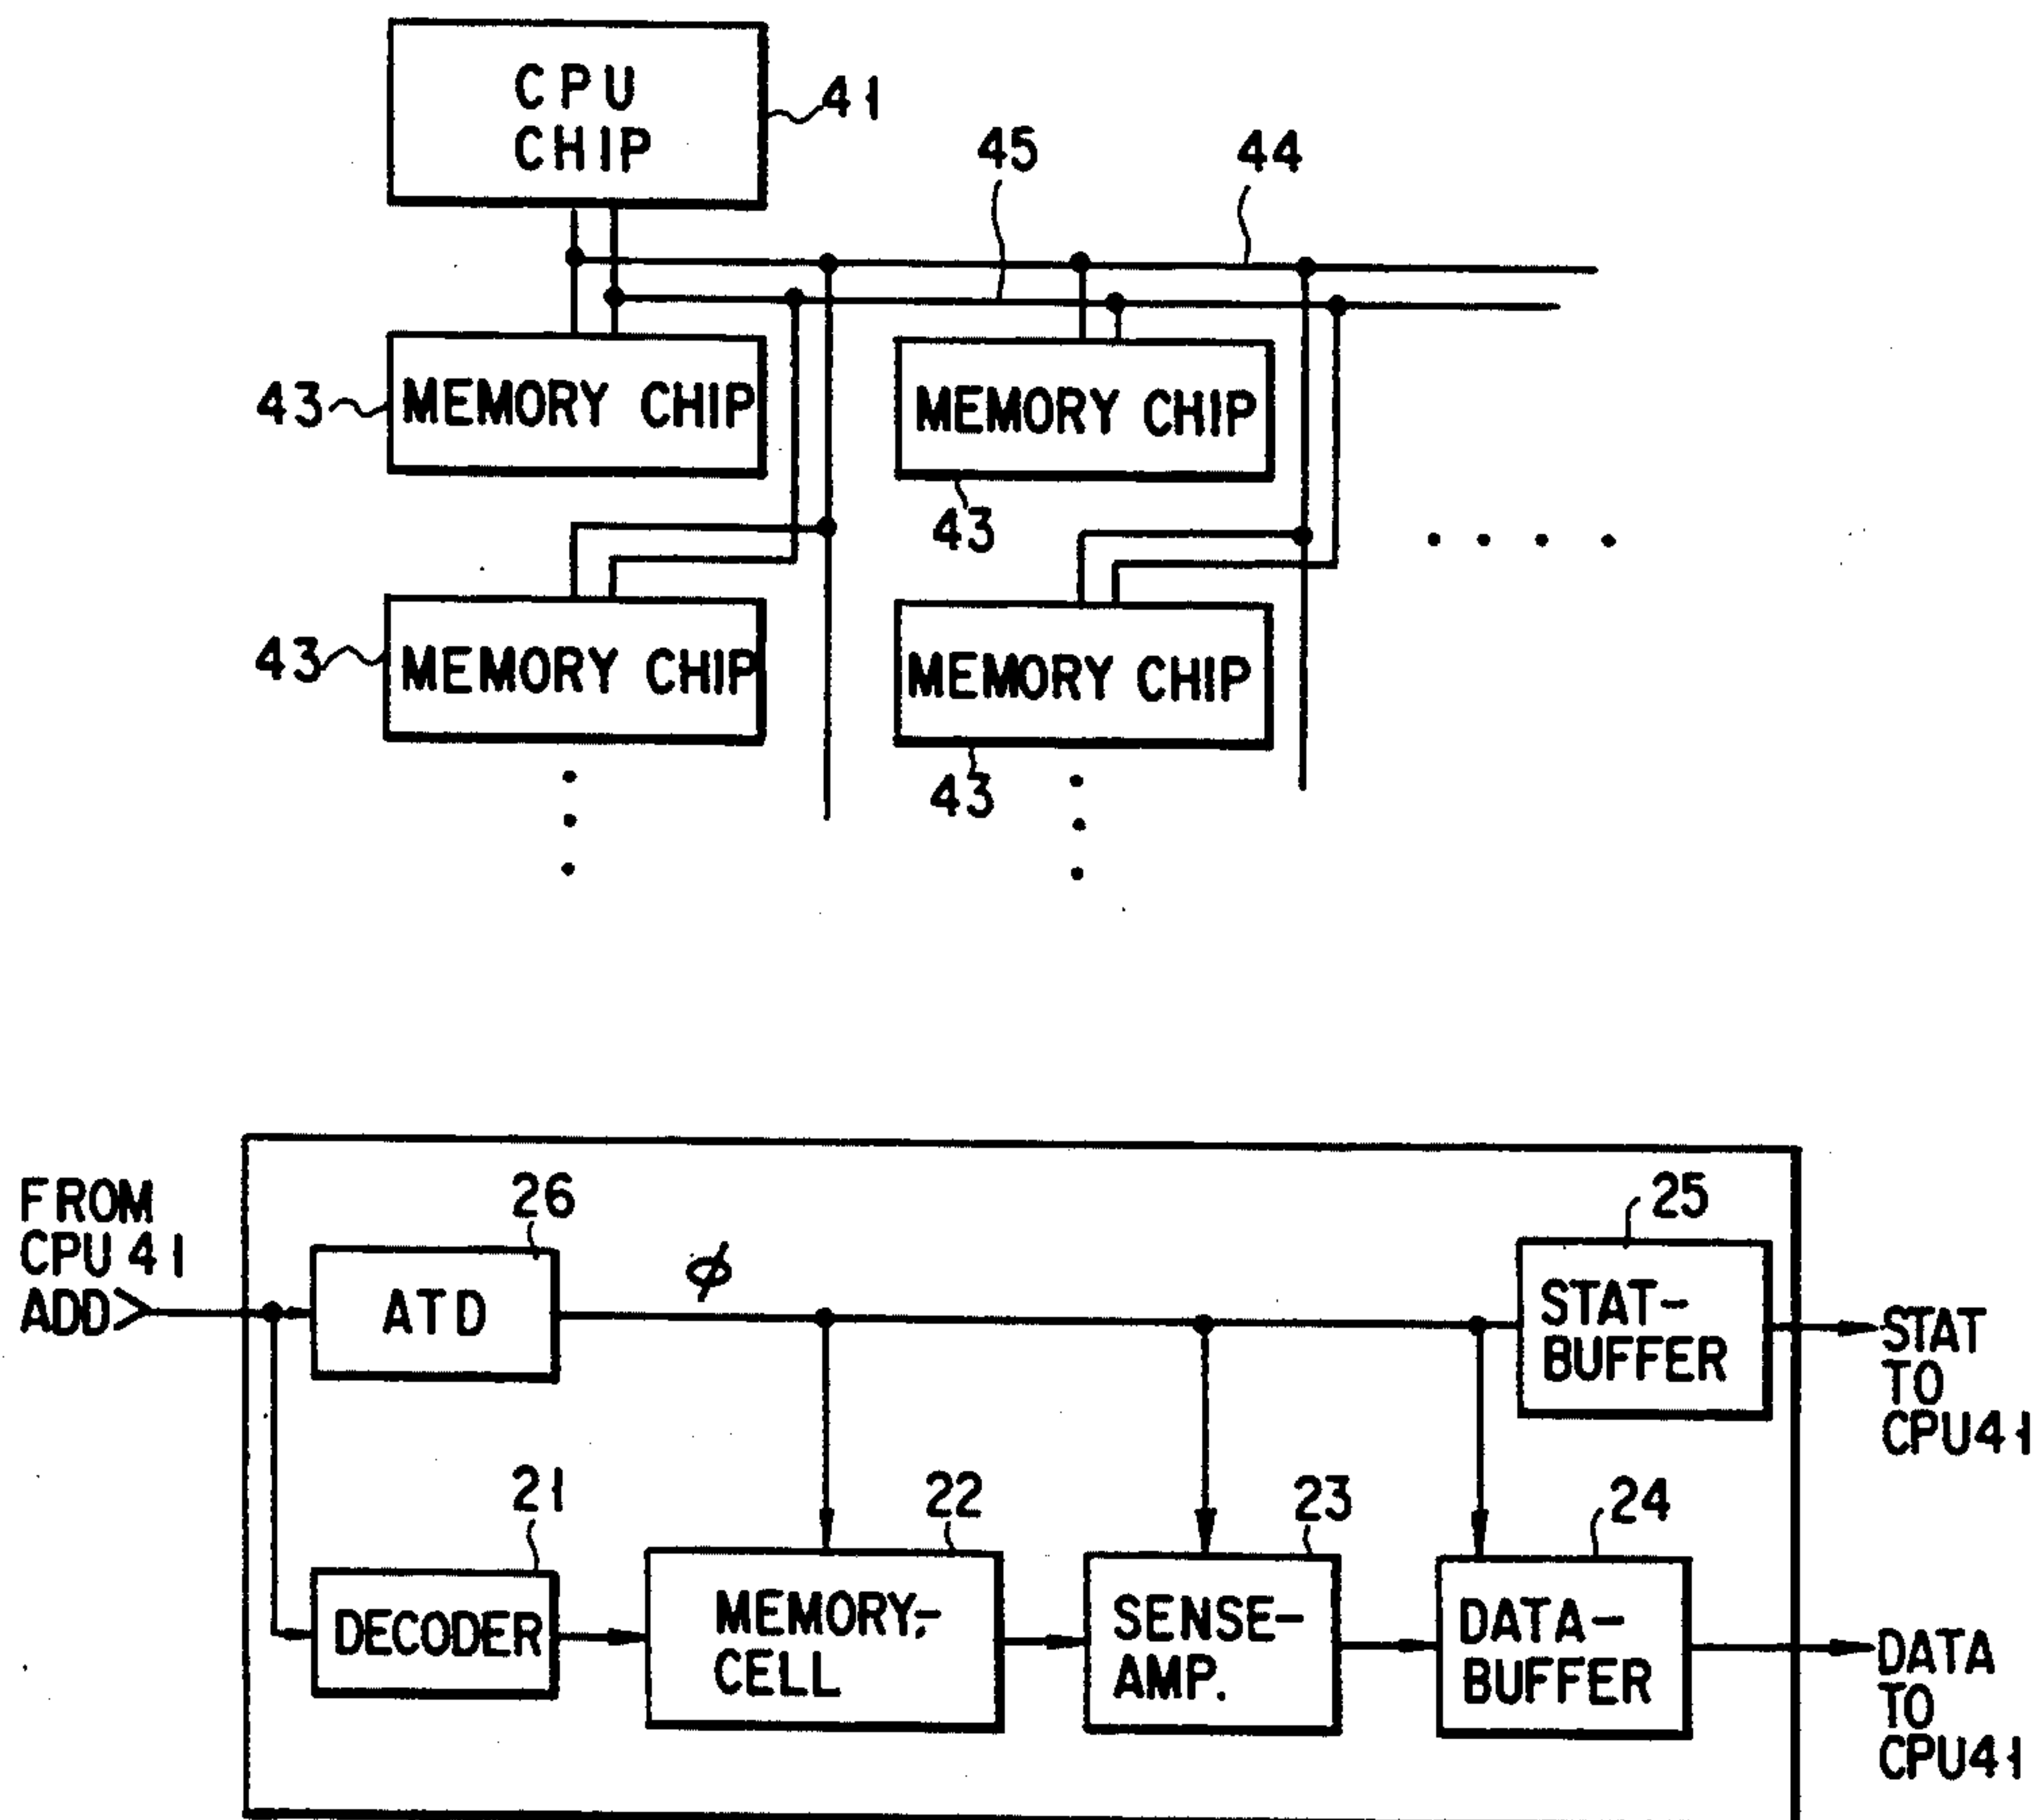 CPU
CHIP
41
45
44
43
MEMORY CHIP
MEMORY CHIP
43
43
MEMORY CHIP
MEMORY CHIP
43
FROM
CPU 41
ADD
26
ATD
ϕ
25
STAT-
BUFFER
STAT
TO
CPU41
21
DECODER
22
MEMORY-
CELL
23
SENSE-
AMP.
24
DATA-
BUFFER
DATA
TO
CPU41